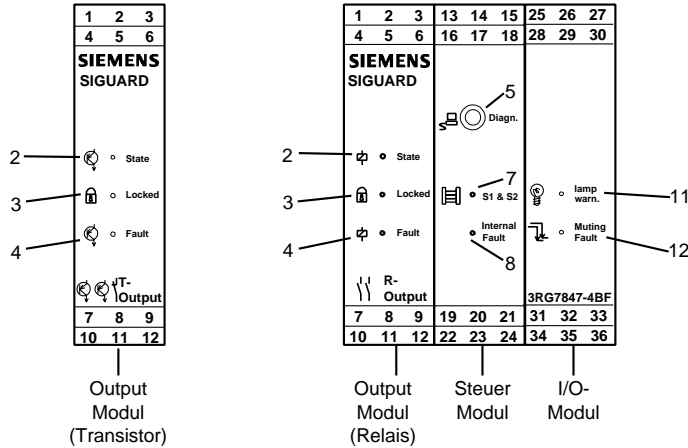 1 2 3
4 5 6
SIEMENS
SIGUARD
2
State
3
Locked
4
Fault
T-
Output
7 8 9
10 11 12
Output
Modul
(Transistor)
1 2 3 13 14 15 25 26 27
4 5 6 16 17 18 28 29 30
SIEMENS
SIGUARD
5
Diagn.
2
State
7
3
Locked
S1 & S2
lamp
warn.
11
4
Fault
Internal
Fault
8
Muting
Fault
12
R-
Output
3RG7847-4BF
7 8 9 19 20 21 31 32 33
10 11 12 22 23 24 34 35 36
Output
Modul
(Relais)
Steuer
Modul
I/O-
Modul